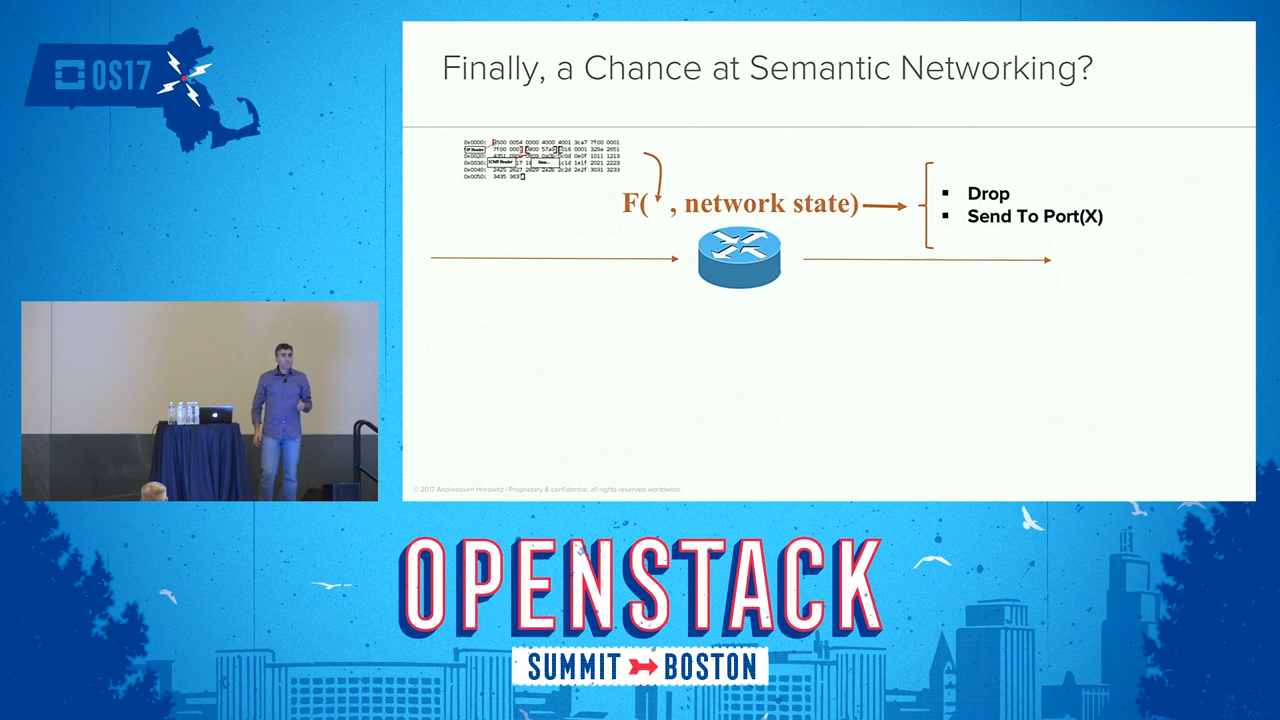 OS17
Finally, a Chance at Semantic Networking?
F( , network state)
Drop
Send To Port(X)
© 2017 Andreessen Horowitz | Proprietary & confidential, all rights reserved worldwide.
OPENSTACK
SUMMIT BOSTON